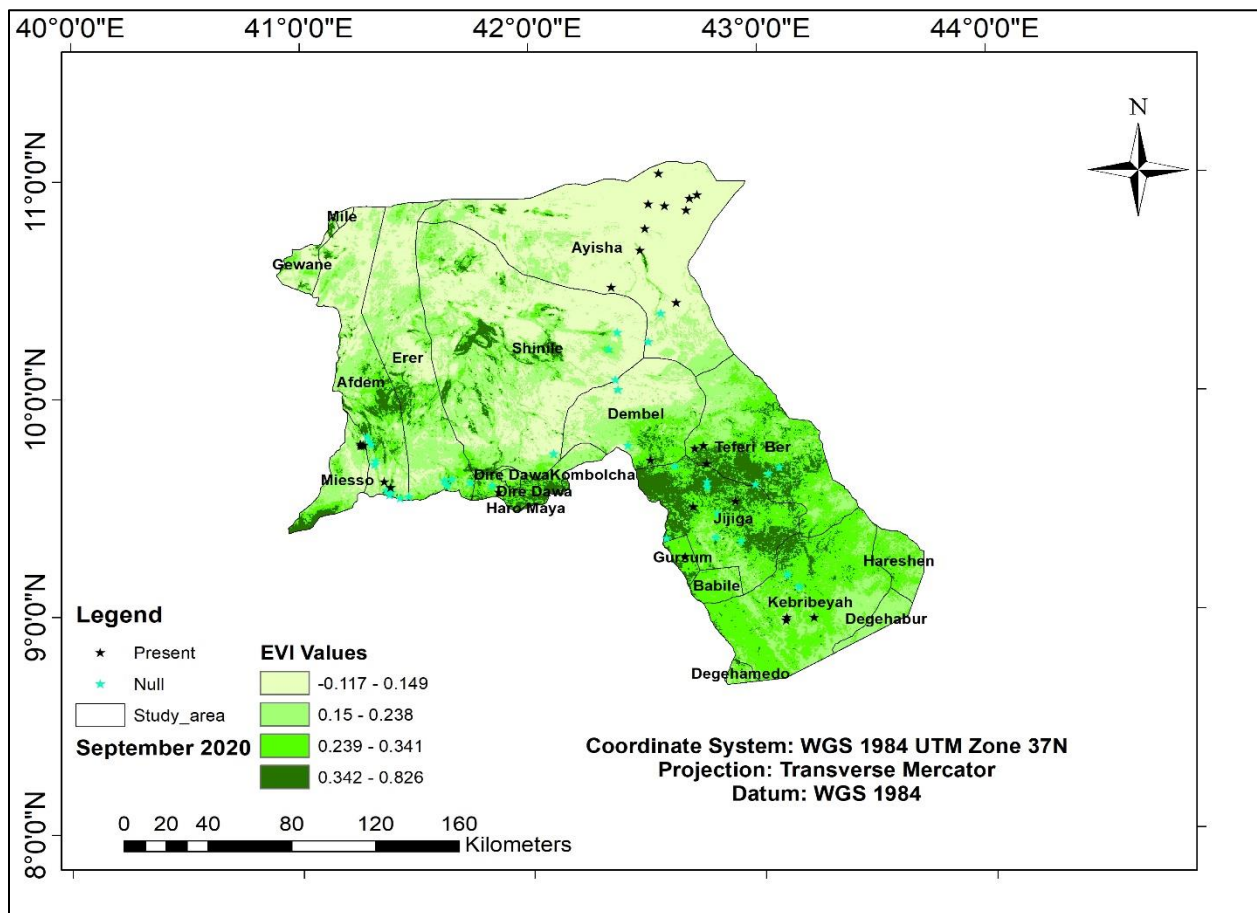 40°0'0"E 41°0'0"E 42°0'0"E 43°0'0"E 44°0'0"E
N
11°0'0"N
10°0'0"N
9°0'0"N
8°0'0"N
Mile
Gewane
Ayisha
Shinile
Erer
Afdem
Dembel
Teferi Ber
Miesso
Dire Dawa
Kombolcha
Dire Dawa
Haro Maya
Jijiga
Gursum
Hareshen
Babile
Kebribeyah
Degehabur
Degehamedo
Legend
Present
Null
Study_area
September 2020
EVI Values
-0.117 - 0.149
0.15 - 0.238
0.239 - 0.341
0.342 - 0.826
Coordinate System: WGS 1984 UTM Zone 37N
Projection: Transverse Mercator
Datum: WGS 1984
0 20 40 80 120 160
Kilometers